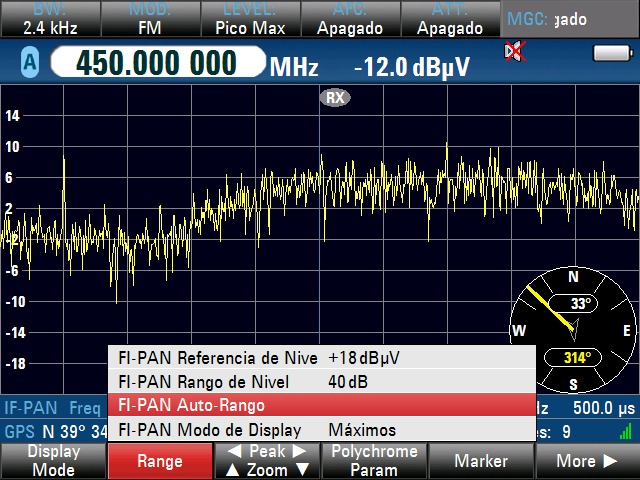 BW: MOD: LEVEL: AFC: ATT: MGC: gado
2.4 kHz FM Pico Max Apagado Apagado
A 450.000 000 MHz -12.0 dBµV
RX
14
10
6
2
-2
-6
-10
-14
-18
N
33°
W E
314°
S
FI-PAN Referencia de Nive +18 dBµV
FI-PAN Rango de Nivel 40 dB
FI-PAN Auto-Rango
FI-PAN Modo de Display Máximos
IF-PAN Freq Hz 500.0 µs
GPS N 39° 34 es: 9
Display Mode
Range
◄ Peak ►
▲ Zoom ▼
Polychrome Param
Marker
More ►